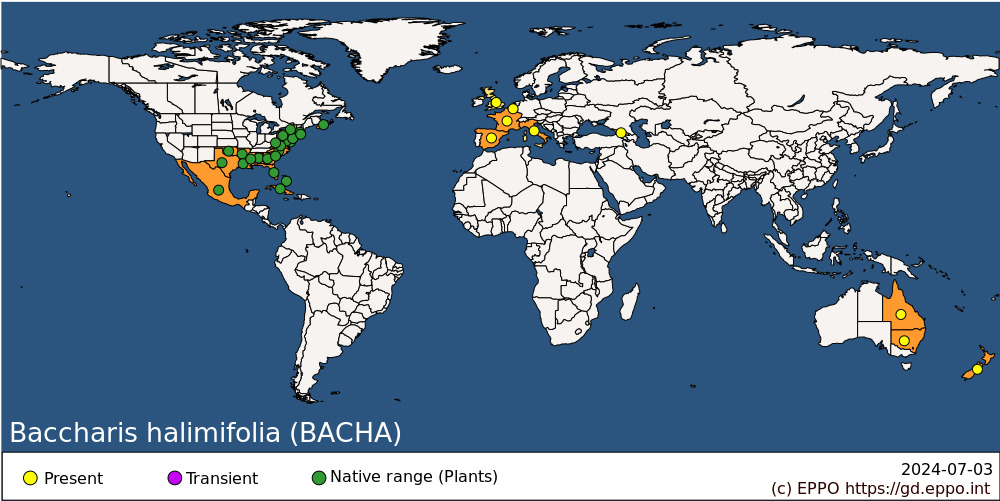 Baccharis halimifolia (BACHA)
Present
Transient
Native range (Plants)
2024-07-03
(c) EPPO https://gd.eppo.int